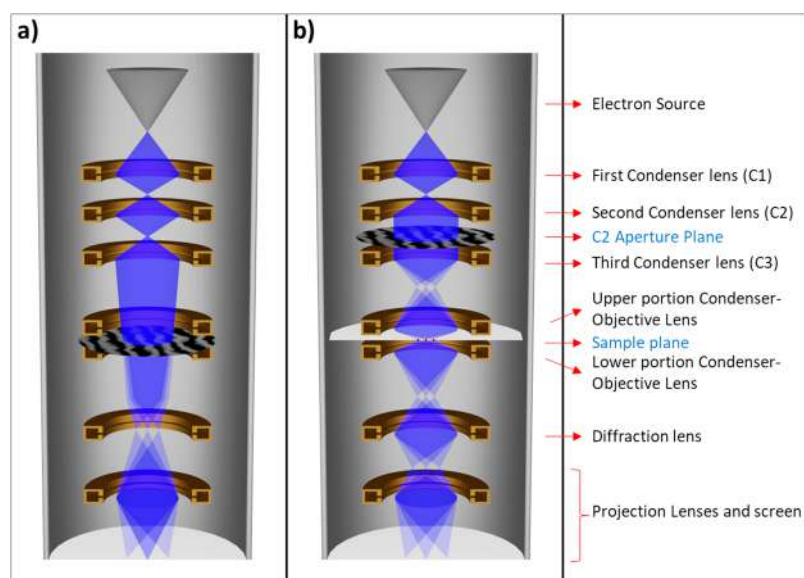 a)
b)
Electron Source
First Condenser lens (C1)
Second Condenser lens (C2)
C2 Aperture Plane
Third Condenser lens (C3)
Upper portion Condenser-
Objective Lens
Sample plane
Lower portion Condenser-
Objective Lens
Diffraction lens
Projection Lenses and screen